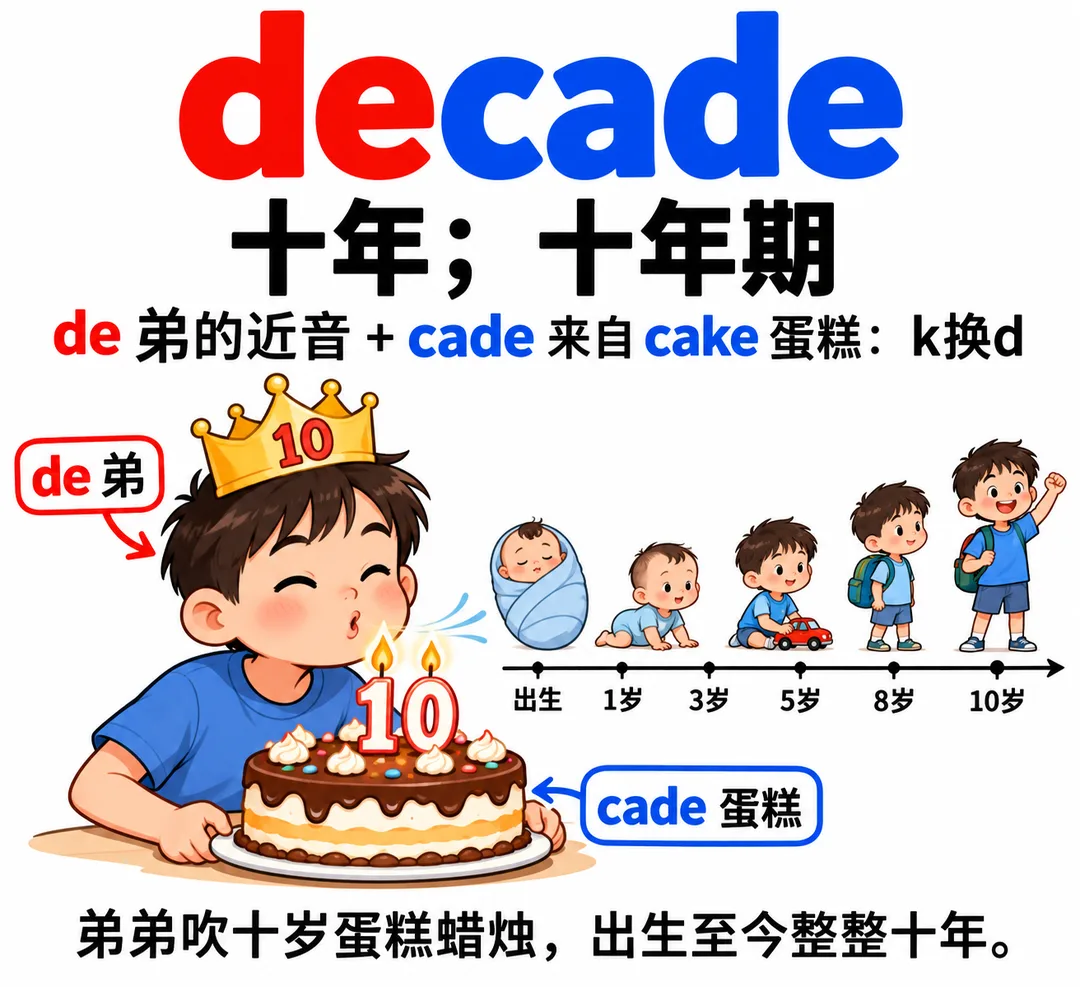 decade
十年；十年期
de 弟的近音 + cade 来自 cake 蛋糕：k换d
10
de 弟
10
出生 1岁 3岁 5岁 8岁 10岁
cade 蛋糕
弟弟吹十岁蛋糕蜡烛，出生至今整整十年。